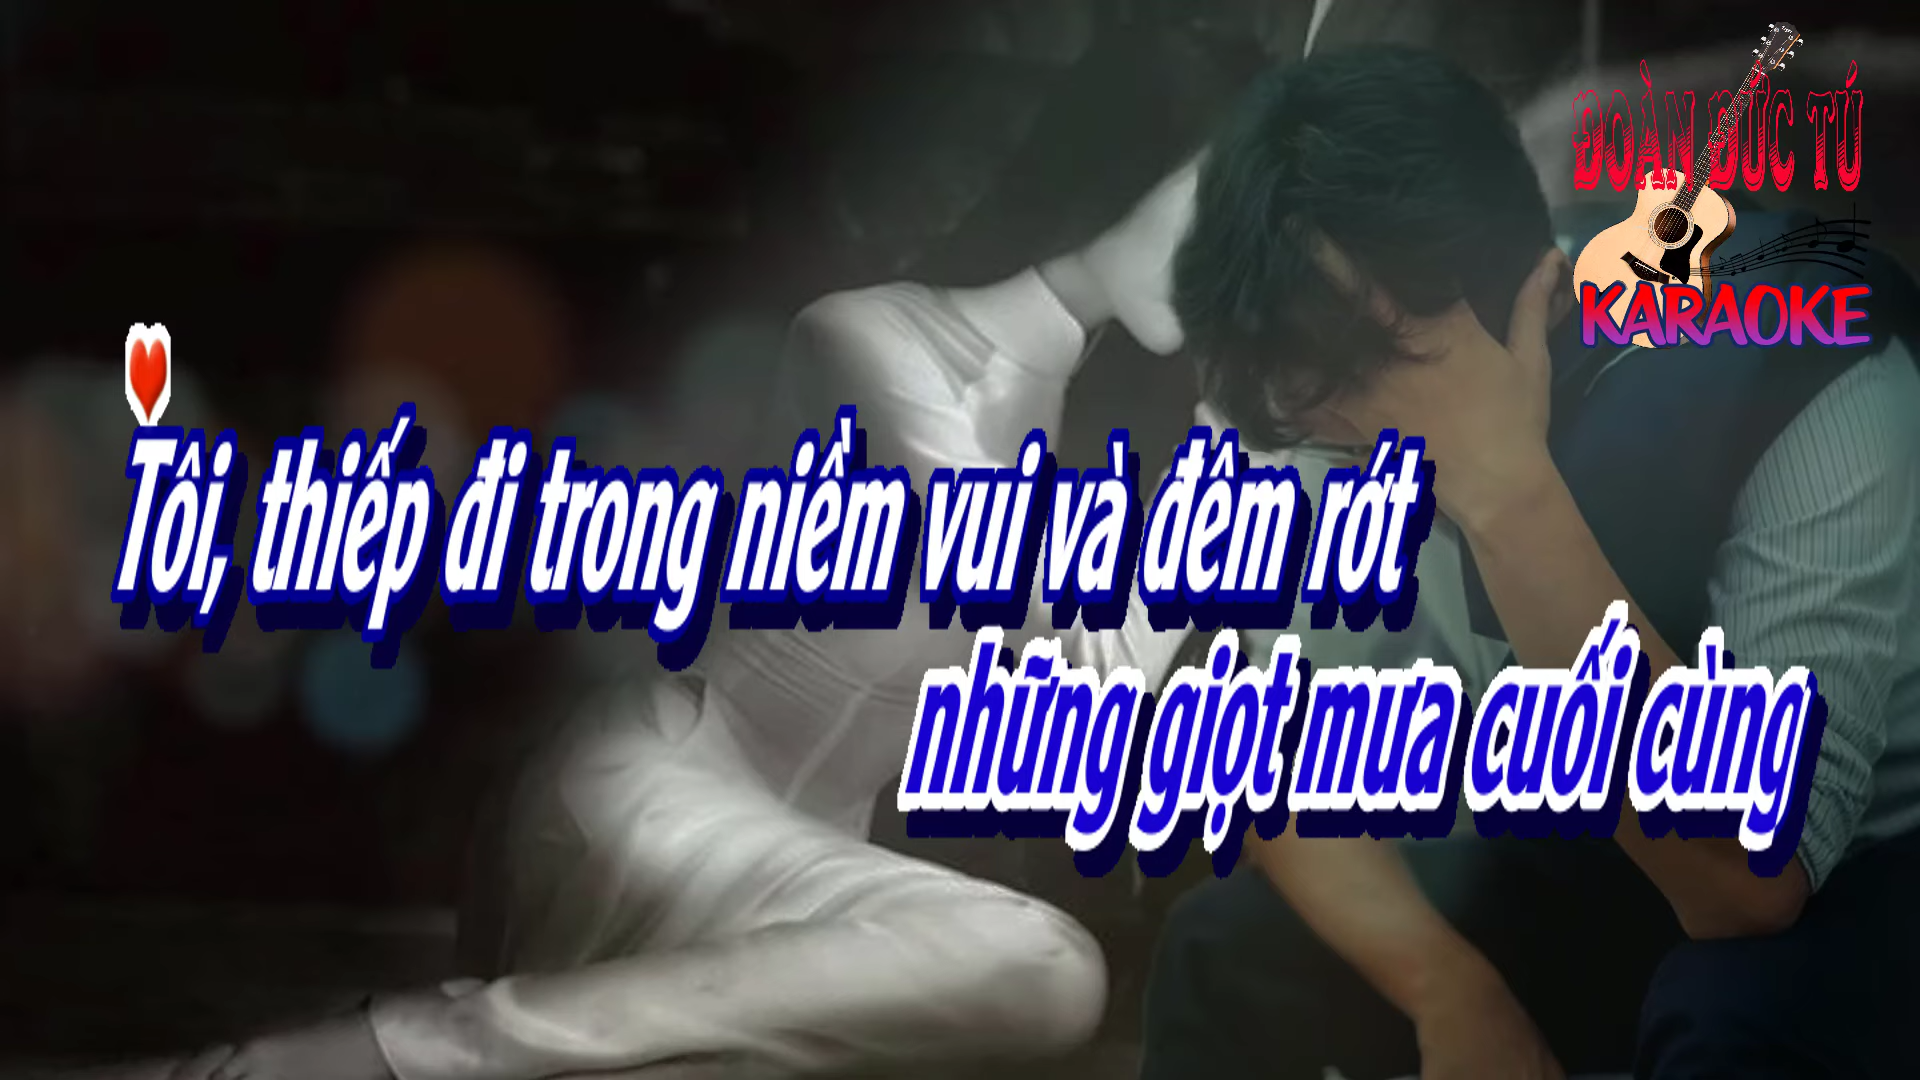 ĐOÀN ĐỨC TÚ
KARAOKE
Tôi, thiếp đi trong niềm vui và đêm rớt
những giọt mưa cuối cùng